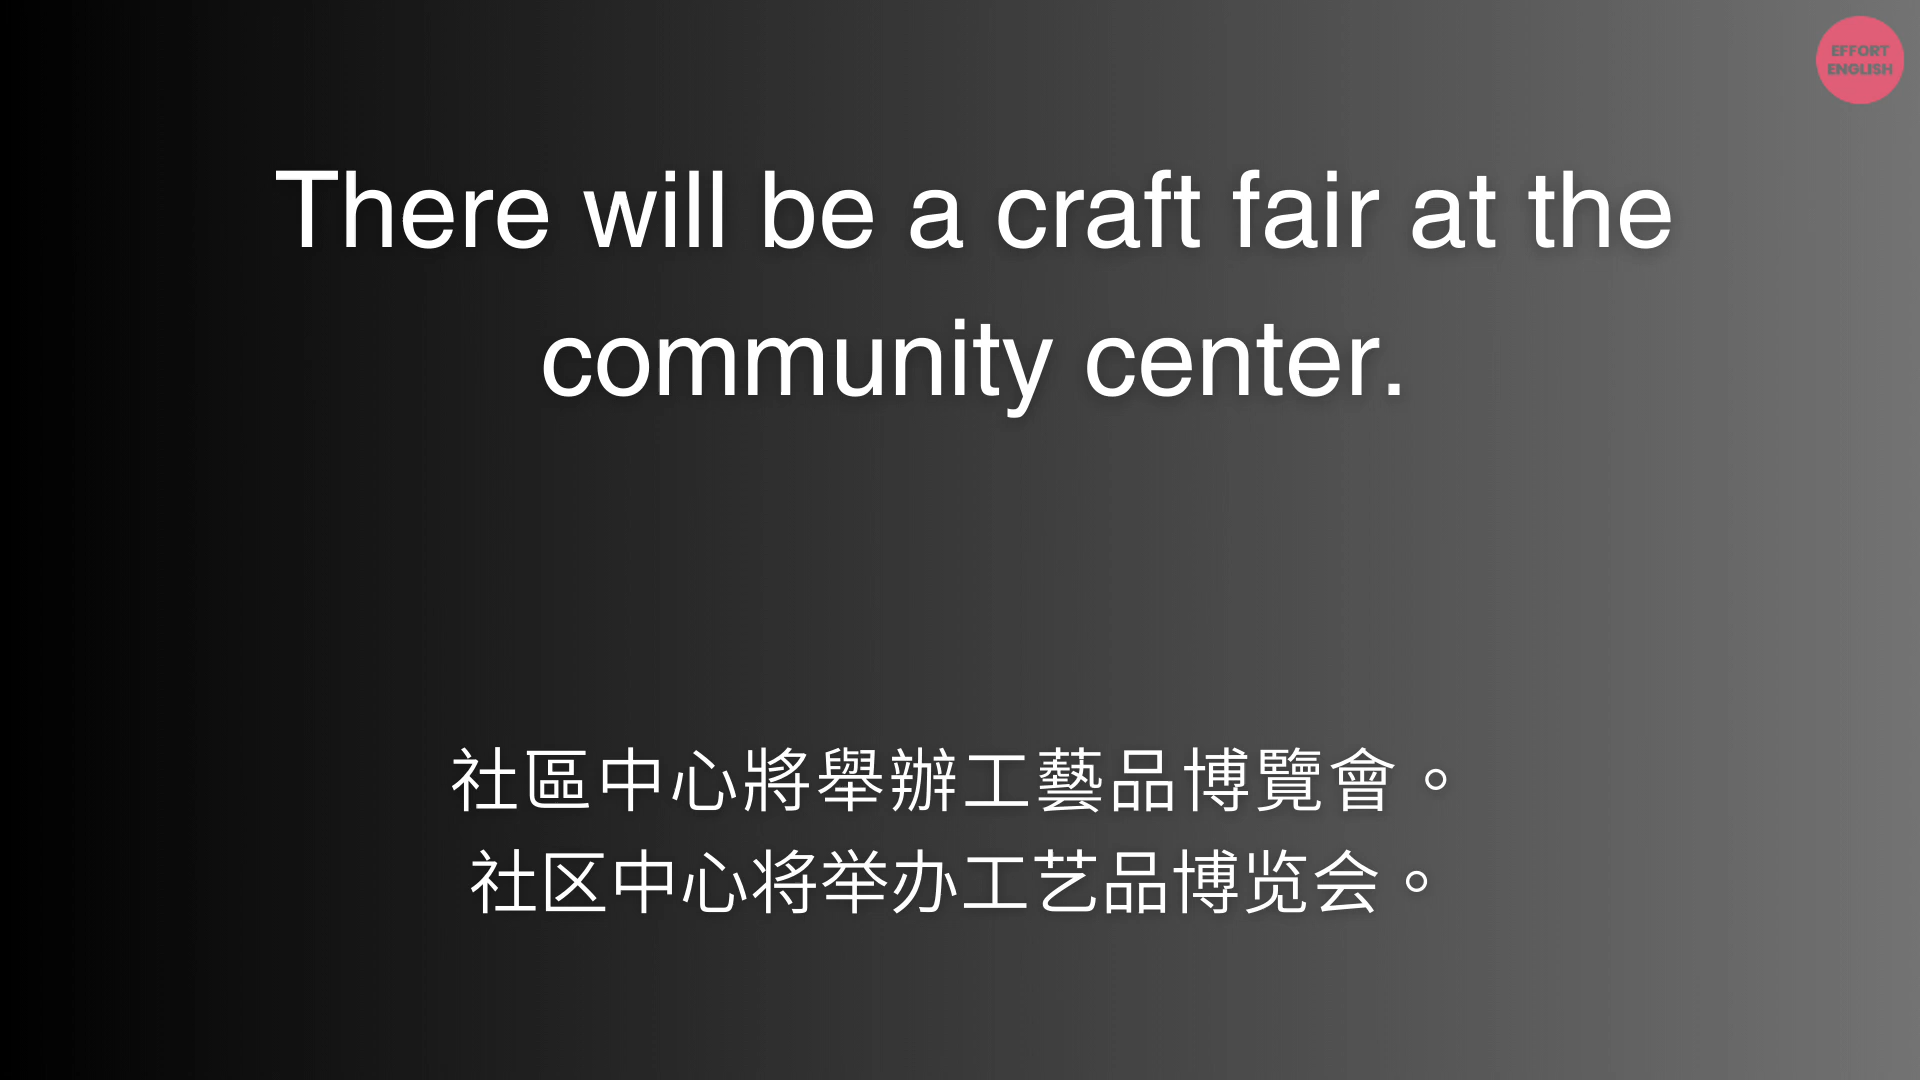 EFFORT
ENGLISH
There will be a craft fair at the
community center.
社區中心將舉辦工藝品博覽會。
社区中心将举办工艺品博览会。